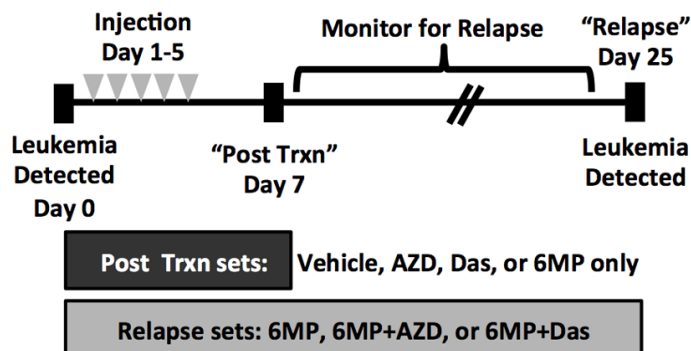 Injection
Day 1-5
Monitor for Relapse
“Relapse”
Day 25
Leukemia
Detected
Day 0
“Post Trxn”
Day 7
Leukemia
Detected
Post Trxn sets: Vehicle, AZD, Das, or 6MP only
Relapse sets: 6MP, 6MP+AZD, or 6MP+Das